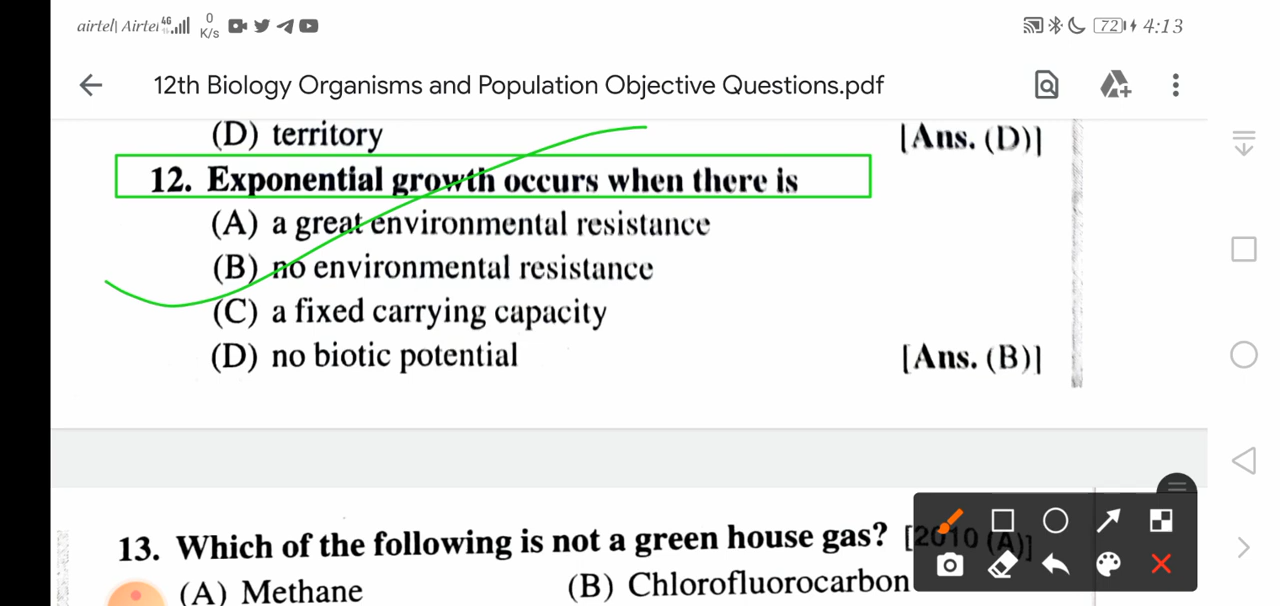 airtel| Airtel 4G 0 K/s 72 4:13
12th Biology Organisms and Population Objective Questions.pdf
(D) territory [Ans. (D)]
12. Exponential growth occurs when there is
(A) a great environmental resistance
(B) no environmental resistance
(C) a fixed carrying capacity
(D) no biotic potential [Ans. (B)]
13. Which of the following is not a green house gas? [2010 (A)]
(A) Methane (B) Chlorofluorocarbon